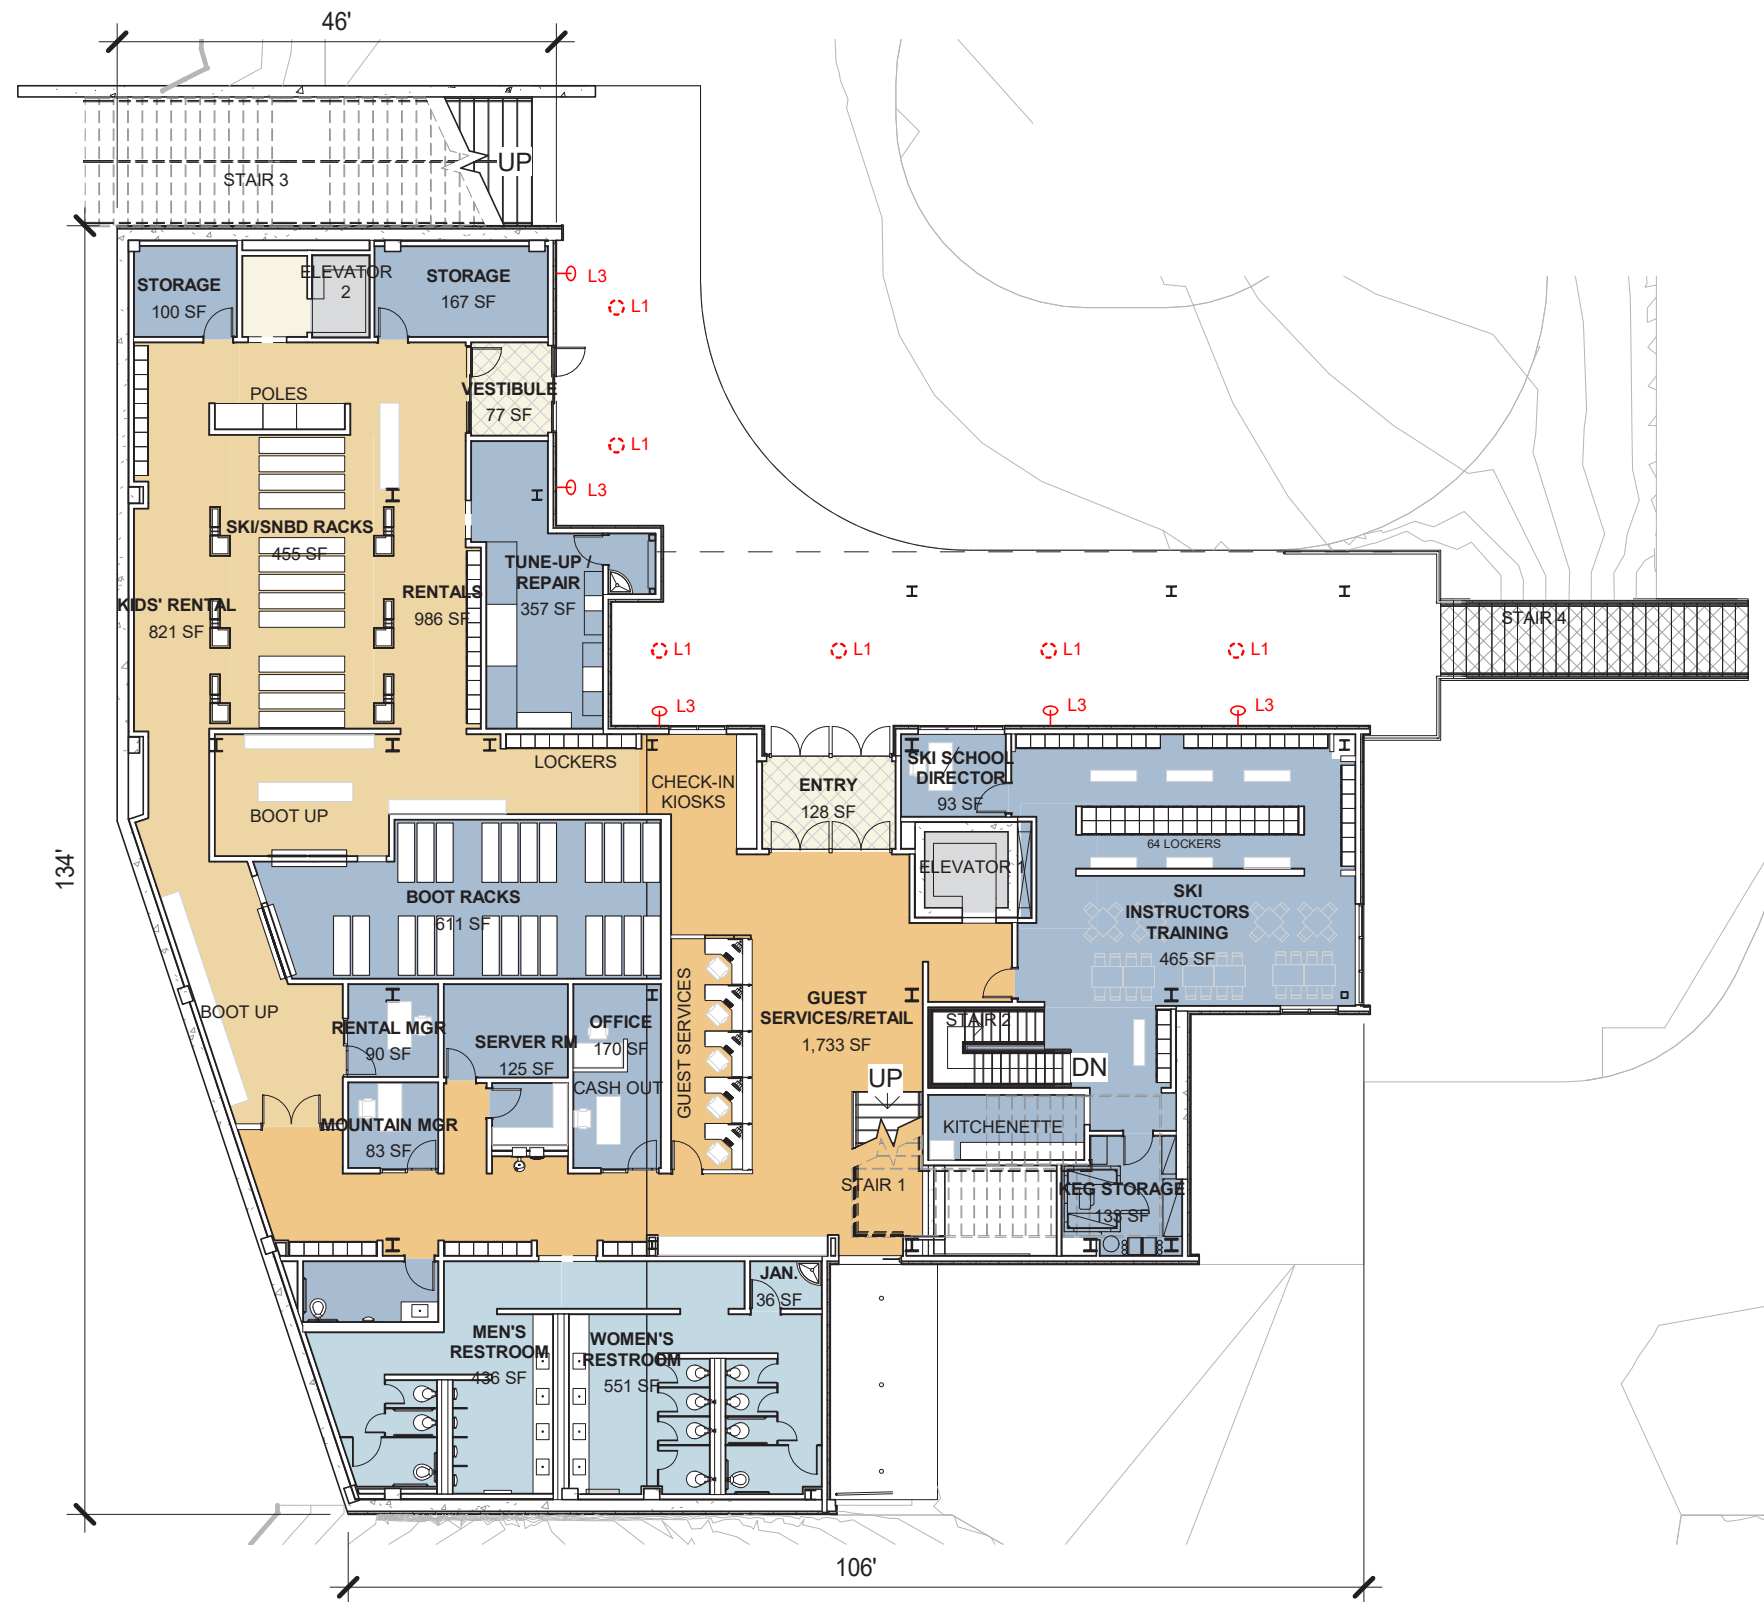 46'
UP
STAIR 3
STORAGE
100 SF
ELEVATOR
2
STORAGE
167 SF
L3
L1
POLES
VESTIBULE
77 SF
L1
L3
SKI/SNBD RACKS
455 SF
TUNE-UP /
REPAIR
357 SF
KIDS' RENTAL
821 SF
RENTALS
986 SF
STAIR 4
L1
L1
L1
L1
L3
L3
L3
LOCKERS
CHECK-IN
KIOSKS
ENTRY
128 SF
SKI SCHOOL
DIRECTOR
93 SF
BOOT UP
64 LOCKERS
134'
ELEVATOR 1
BOOT RACKS
611 SF
SKI
INSTRUCTORS
TRAINING
465 SF
BOOT UP
GUEST SERVICES
GUEST
SERVICES/RETAIL
1,733 SF
RENTAL MGR
90 SF
SERVER RM
125 SF
OFFICE
170 SF
STAIR 2
DN
UP
CASH OUT
MOUNTAIN MGR
83 SF
KITCHENETTE
STAIR 1
KEG STORAGE
133 SF
JAN.
36 SF
MEN'S
RESTROOM
436 SF
WOMEN'S
RESTROOM
551 SF
106'